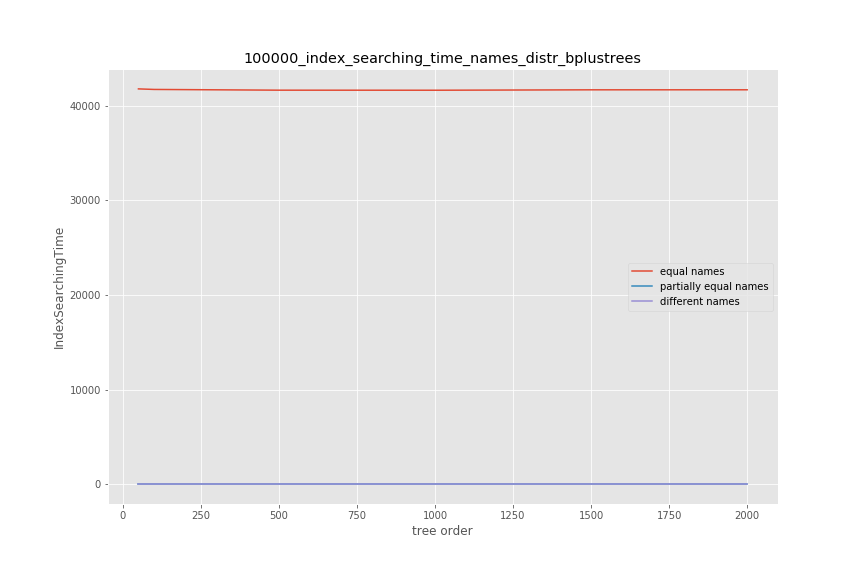 100000_index_searching_time_names_distr_bplustrees
IndexSearchingTime
40000
30000
20000
10000
0
equal names
partially equal names
different names
0 250 500 750 1000 1250 1500 1750 2000
tree order